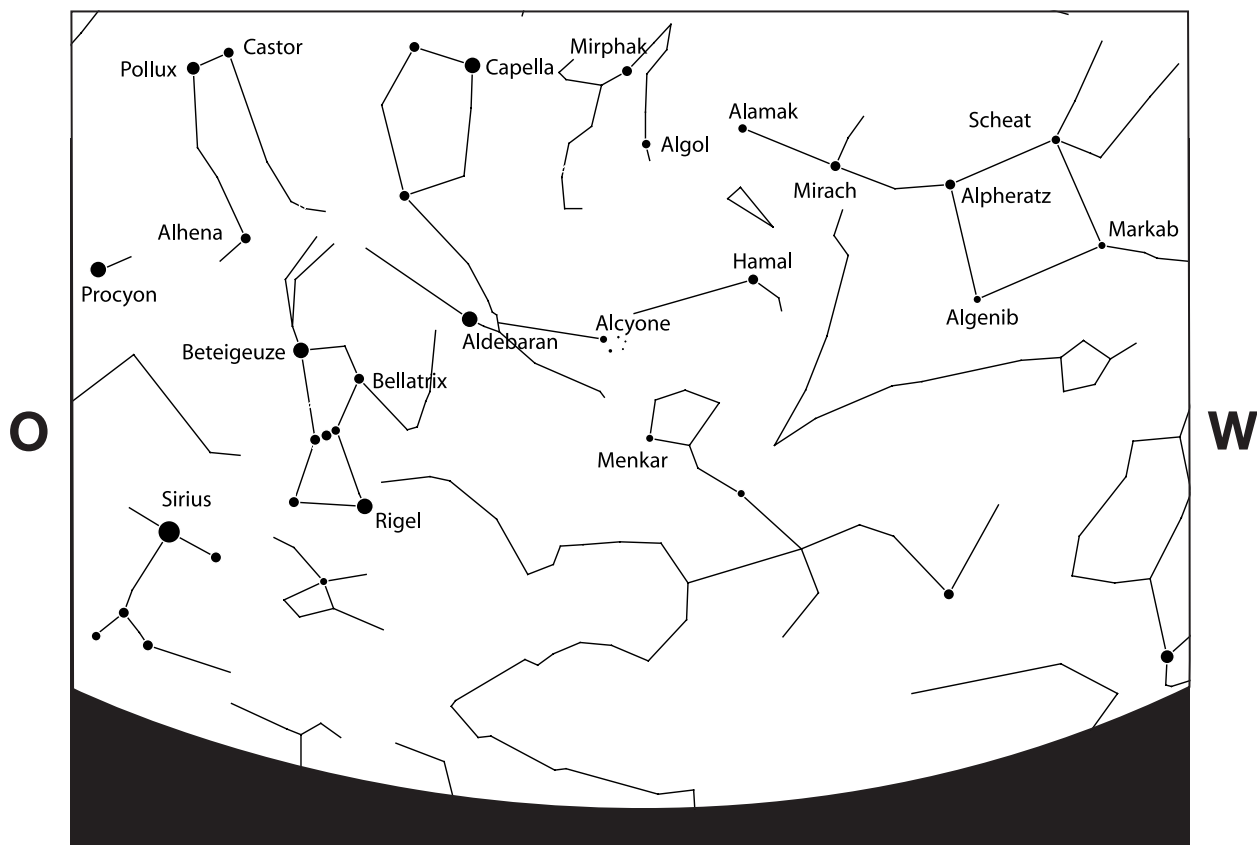 Castor
Mirphak
Pollux
Capella
Alamak
Scheat
Algol
Mirach
Alpheratz
Alhena
Markab
Hamal
Procyon
Algenib
Alcyone
Aldebaran
Beteigeuze
Bellatrix
O
W
Menkar
Sirius
Rigel